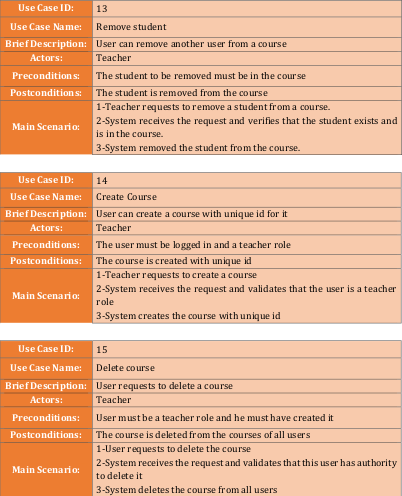 Use Case ID: 13
Use Case Name: Remove student
Brief Description: User can remove another user from a course
Actors: Teacher
Preconditions: The student to be removed must be in the course
Postconditions: The student is removed from the course
Main Scenario: 1-Teacher requests to remove a student from a course.
2-System receives the request and verifies that the student exists and
is in the course.
3-System removed the student from the course.
Use Case ID: 14
Use Case Name: Create Course
Brief Description: User can create a course with unique id for it
Actors: Teacher
Preconditions: The user must be logged in and a teacher role
Postconditions: The course is created with unique id
Main Scenario: 1-Teacher requests to create a course
2-System receives the request and validates that the user is a teacher
role
3-System creates the course with unique id
Use Case ID: 15
Use Case Name: Delete course
Brief Description: User requests to delete a course
Actors: Teacher
Preconditions: User must be a teacher role and he must have created it
Postconditions: The course is deleted from the courses of all users
Main Scenario: 1-User requests to delete the course
2-System receives the request and validates that this user has authority
to delete it
3-System deletes the course from all users